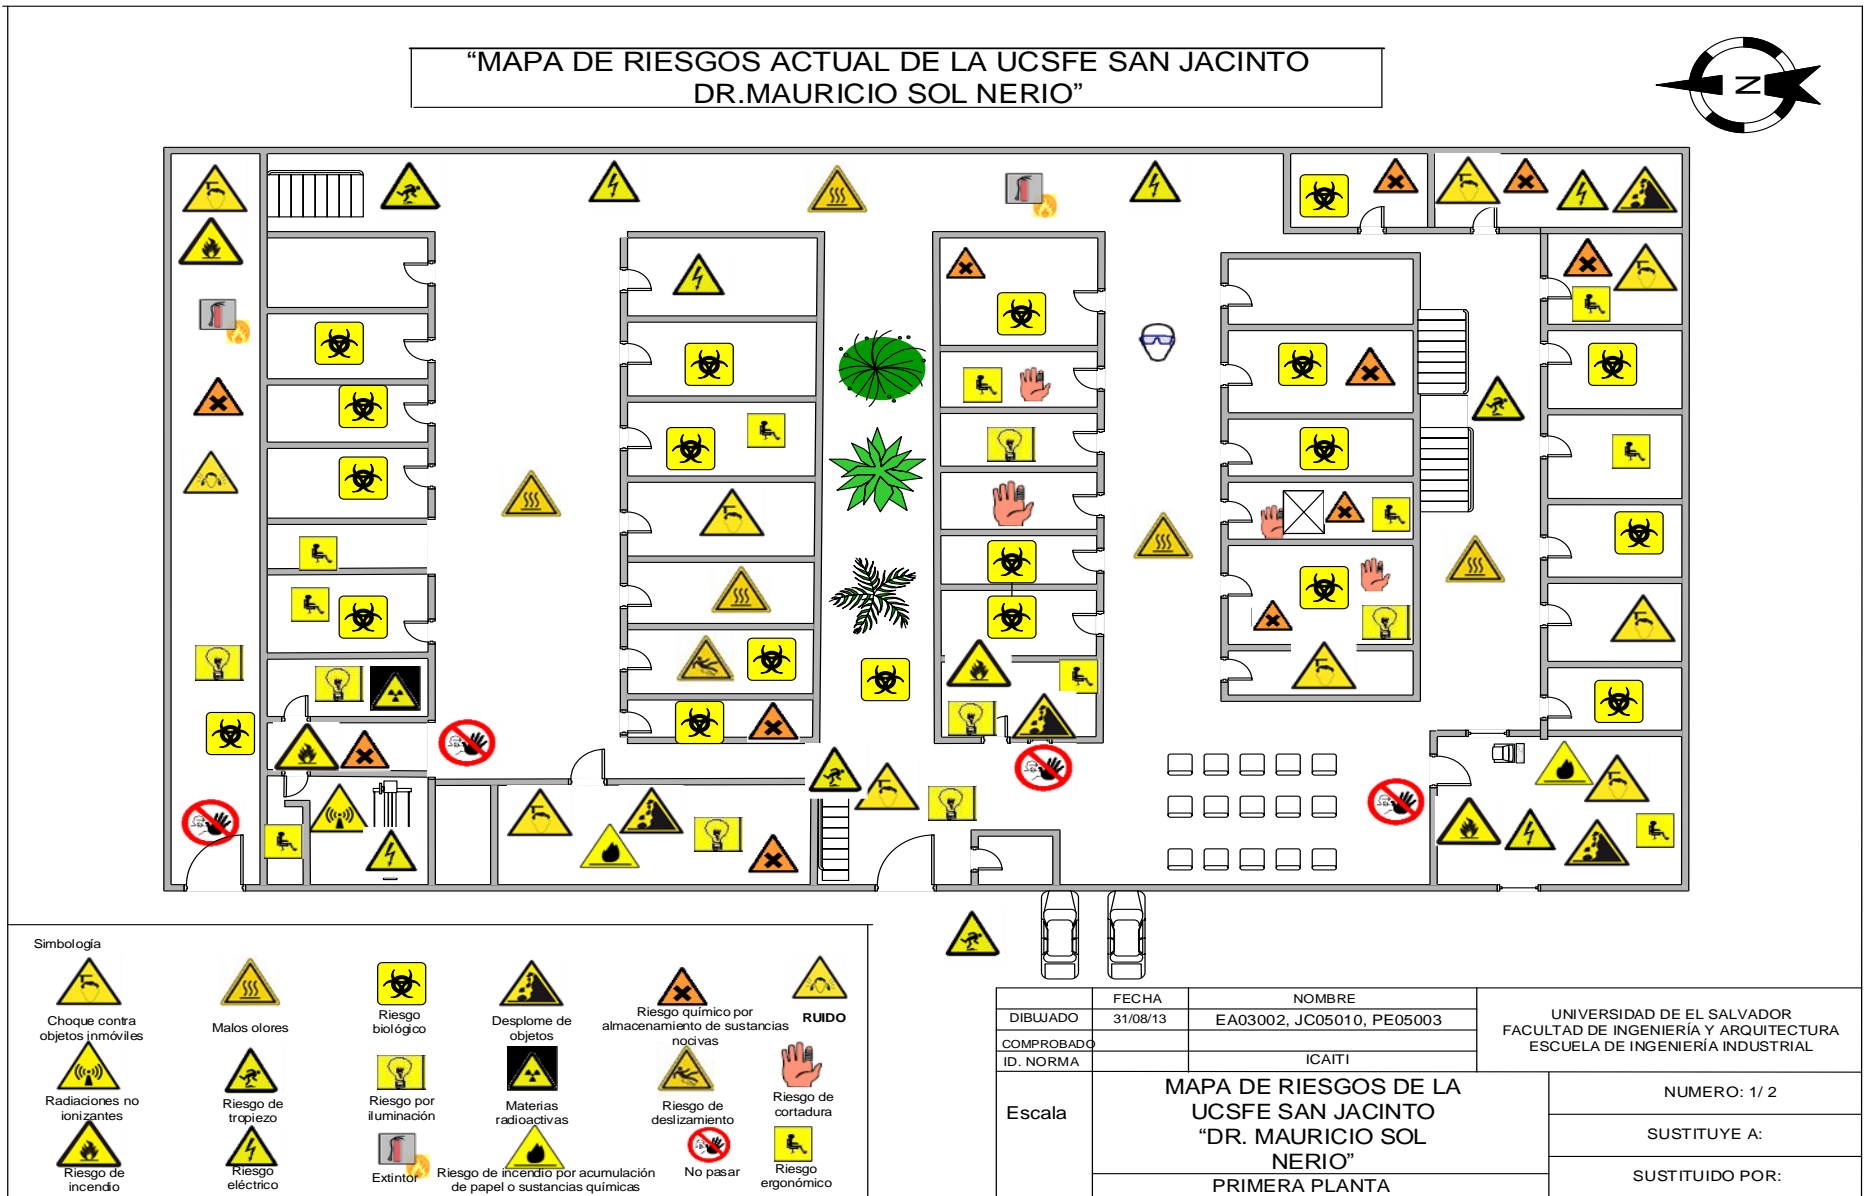 “MAPA DE RIESGOS ACTUAL DE LA UCSFE SAN JACINTO
DR.MAURICIO SOL NERIO”
N
Simbología
Choque contra
objetos inmóviles
Malos olores
Riesgo
biológico
Desplome de
objetos
Riesgo químico por
almacenamiento de sustancias
nocivas
RUIDO
Radiaciones no
ionizantes
Riesgo de
tropiezo
Riesgo por
iluminación
Materias
radioactivas
Riesgo de
deslizamiento
Riesgo de
cortadura
Riesgo de
incendio
Riesgo
eléctrico
Extintor
Riesgo de incendio por acumulación
de papel o sustancias químicas
No pasar
Riesgo
ergonómico
FECHA
NOMBRE
DIBUJADO
31/08/13
EA03002, JC05010, PE05003
COMPROBADO
ID. NORMA
ICAITI
UNIVERSIDAD DE EL SALVADOR
FACULTAD DE INGENIERÍA Y ARQUITECTURA
ESCUELA DE INGENIERÍA INDUSTRIAL
Escala
MAPA DE RIESGOS DE LA
UCSFE SAN JACINTO
“DR. MAURICIO SOL
NERIO”
PRIMERA PLANTA
NUMERO: 1/ 2
SUSTITUYE A:
SUSTITUIDO POR: